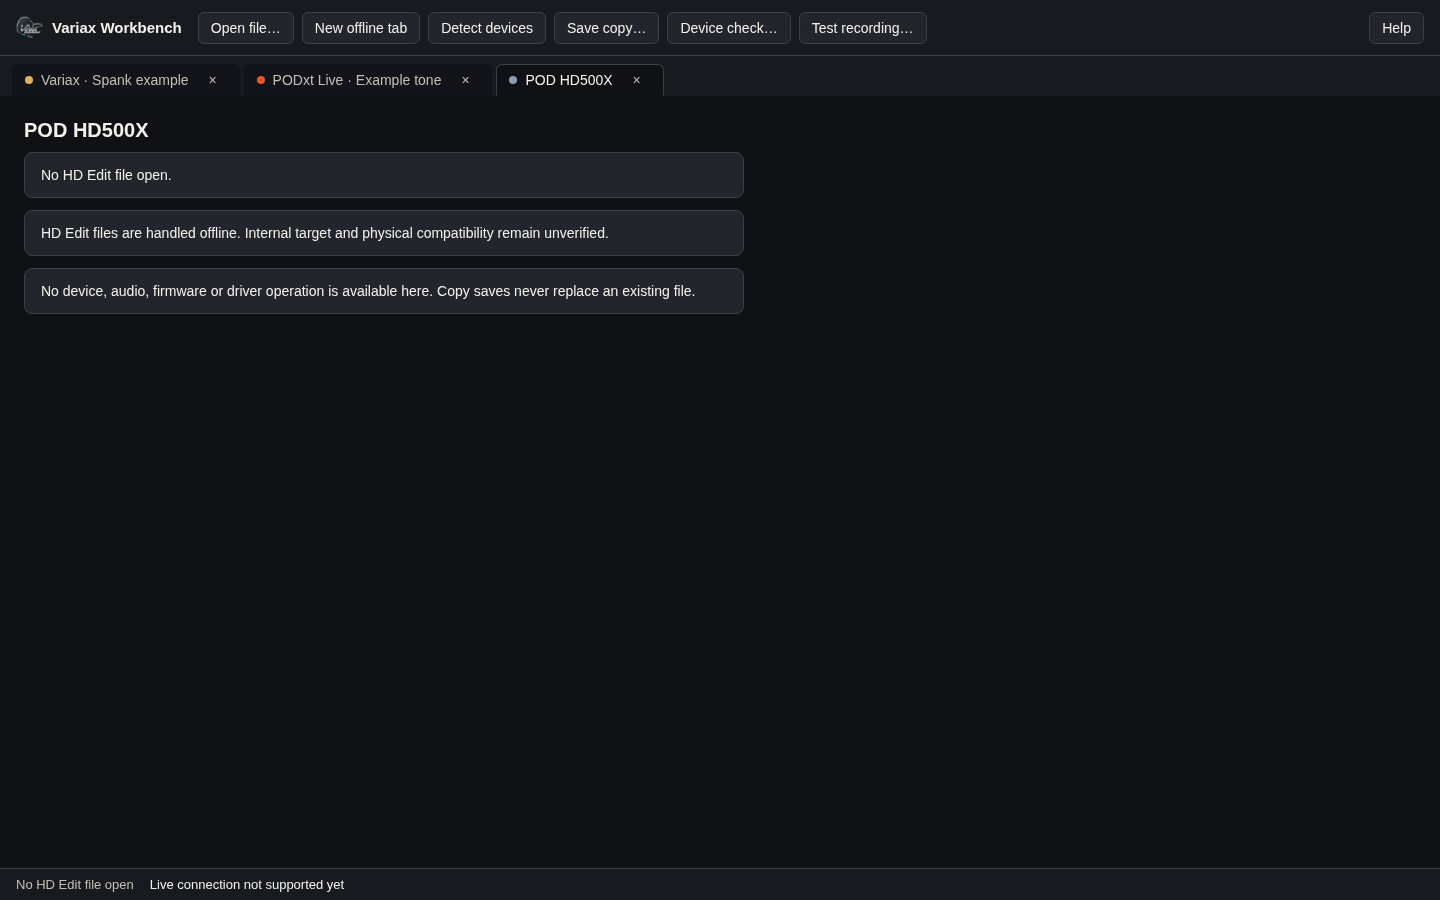 Variax Workbench
Open file…
New offline tab
Detect devices
Save copy…
Device check…
Test recording…
Help
Variax · Spank example ×
PODxt Live · Example tone ×
POD HD500X ×
POD HD500X
No HD Edit file open.
HD Edit files are handled offline. Internal target and physical compatibility remain unverified.
No device, audio, firmware or driver operation is available here. Copy saves never replace an existing file.
No HD Edit file open
Live connection not supported yet